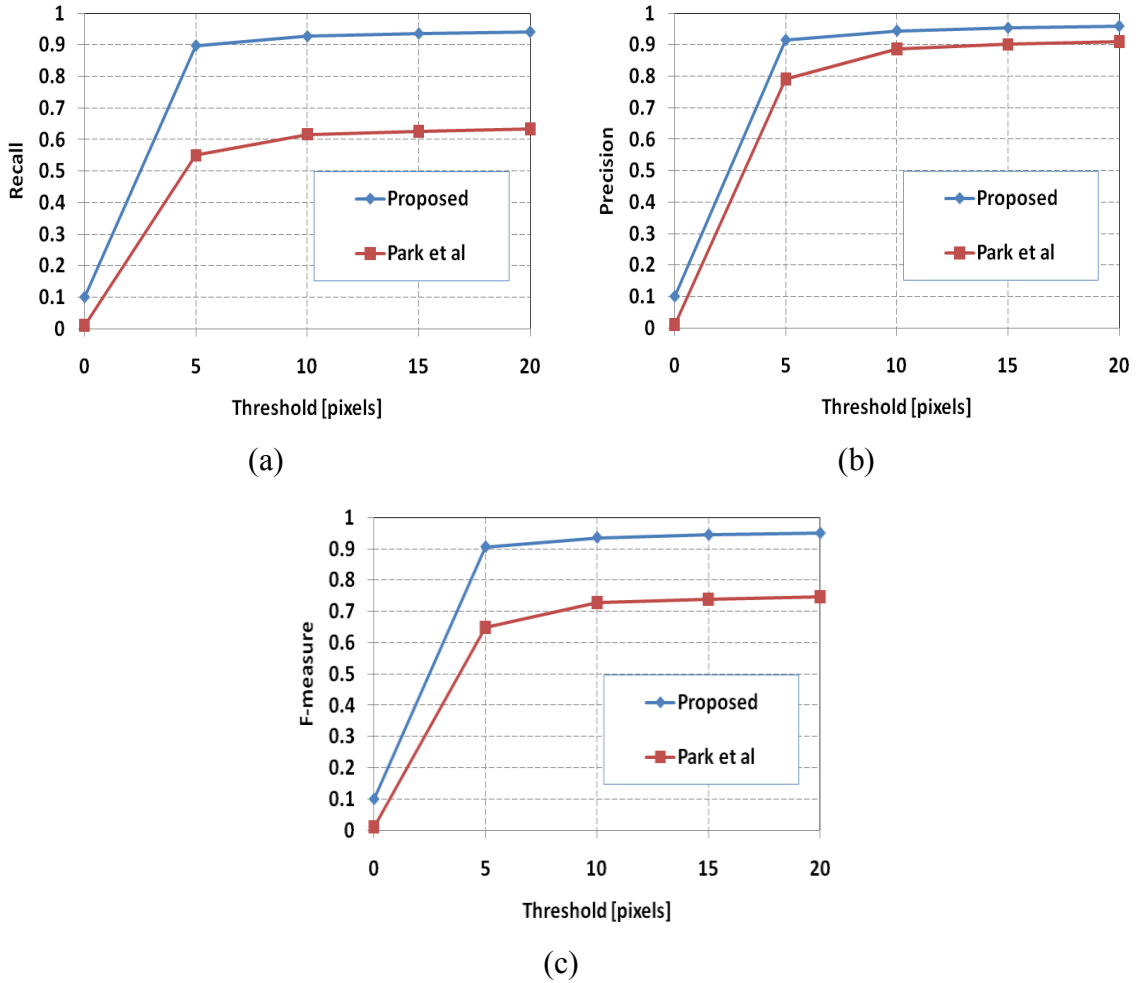 1
0.9
0.8
0.7
0.6
0.5
0.4
0.3
0.2
0.1
0
Recall
Proposed
Park et al
0 5 10 15 20
Threshold [pixels]
(a)
1
0.9
0.8
0.7
0.6
0.5
0.4
0.3
0.2
0.1
0
Precision
Proposed
Park et al
0 5 10 15 20
Threshold [pixels]
(b)
1
0.9
0.8
0.7
0.6
0.5
0.4
0.3
0.2
0.1
0
F-measure
Proposed
Park et al
0 5 10 15 20
Threshold [pixels]
(c)